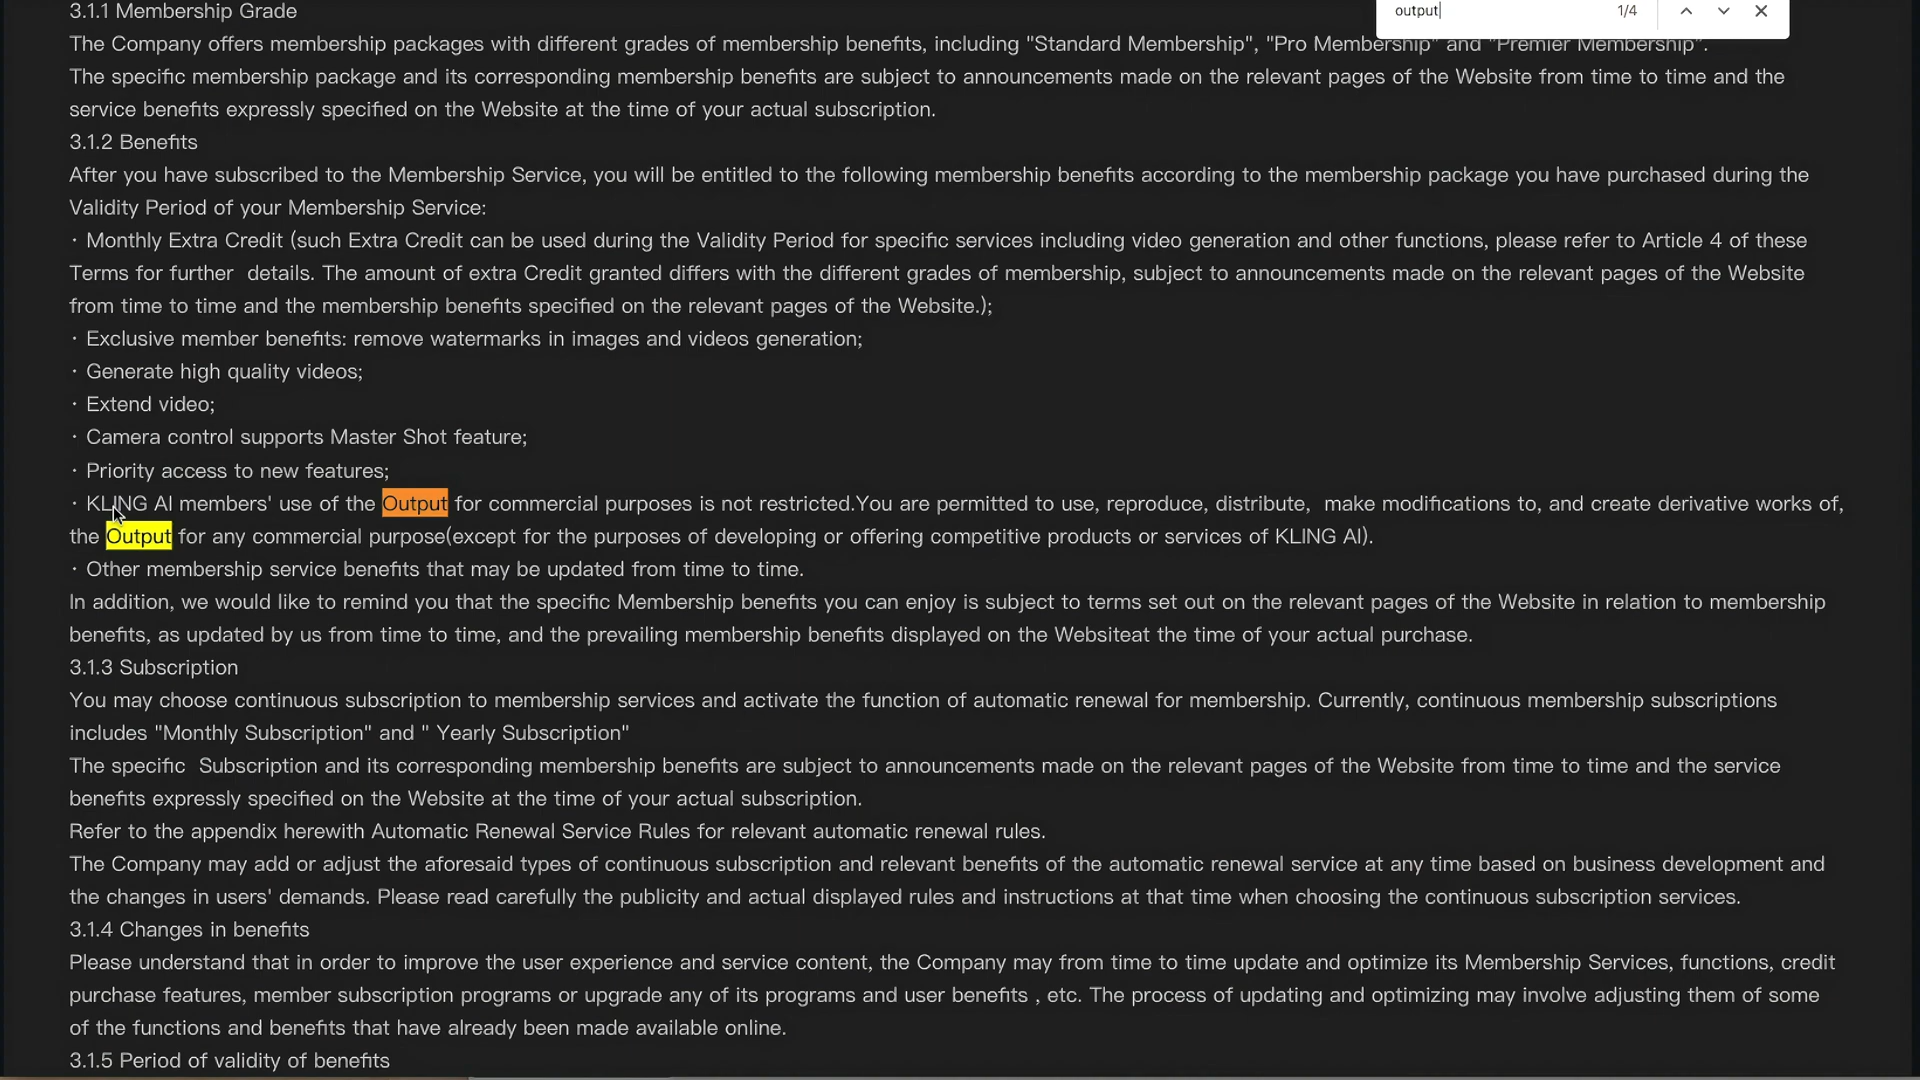 3.1.1 Membership Grade
output
1/4
The Company offers membership packages with different grades of membership benefits, including "Standard Membership", "Pro Membership" and "Premier Membership".
The specific membership package and its corresponding membership benefits are subject to announcements made on the relevant pages of the Website from time to time and the
service benefits expressly specified on the Website at the time of your actual subscription.
3.1.2 Benefits
After you have subscribed to the Membership Service, you will be entitled to the following membership benefits according to the membership package you have purchased during the
Validity Period of your Membership Service:
· Monthly Extra Credit (such Extra Credit can be used during the Validity Period for specific services including video generation and other functions, please refer to Article 4 of these
Terms for further  details. The amount of extra Credit granted differs with the different grades of membership, subject to announcements made on the relevant pages of the Website
from time to time and the membership benefits specified on the relevant pages of the Website.);
· Exclusive member benefits: remove watermarks in images and videos generation;
· Generate high quality videos;
· Extend video;
· Camera control supports Master Shot feature;
· Priority access to new features;
· KLING AI members' use of the Output for commercial purposes is not restricted.You are permitted to use, reproduce, distribute,  make modifications to, and create derivative works of,
the Output for any commercial purpose(except for the purposes of developing or offering competitive products or services of KLING AI).
· Other membership service benefits that may be updated from time to time.
In addition, we would like to remind you that the specific Membership benefits you can enjoy is subject to terms set out on the relevant pages of the Website in relation to membership
benefits, as updated by us from time to time, and the prevailing membership benefits displayed on the Websiteat the time of your actual purchase.
3.1.3 Subscription
You may choose continuous subscription to membership services and activate the function of automatic renewal for membership. Currently, continuous membership subscriptions
includes "Monthly Subscription" and " Yearly Subscription"
The specific  Subscription and its corresponding membership benefits are subject to announcements made on the relevant pages of the Website from time to time and the service
benefits expressly specified on the Website at the time of your actual subscription.
Refer to the appendix herewith Automatic Renewal Service Rules for relevant automatic renewal rules.
The Company may add or adjust the aforesaid types of continuous subscription and relevant benefits of the automatic renewal service at any time based on business development and
the changes in users' demands. Please read carefully the publicity and actual displayed rules and instructions at that time when choosing the continuous subscription services.
3.1.4 Changes in benefits
Please understand that in order to improve the user experience and service content, the Company may from time to time update and optimize its Membership Services, functions, credit
purchase features, member subscription programs or upgrade any of its programs and user benefits , etc. The process of updating and optimizing may involve adjusting them of some
of the functions and benefits that have already been made available online.
3.1.5 Period of validity of benefits